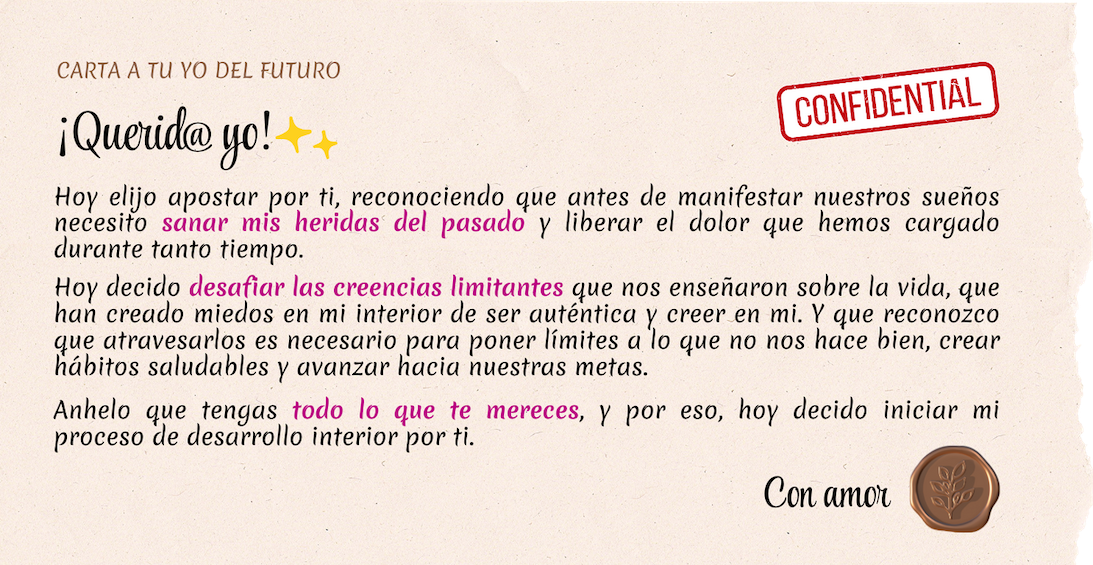 CARTA A TU YO DEL FUTURO
CONFIDENTIAL
¡Querid@ yo!
Hoy elijo apostar por ti, reconociendo que antes de manifestar nuestros sueños
necesito sanar mis heridas del pasado y liberar el dolor que hemos cargado
durante tanto tiempo.
Hoy decido desafiar las creencias limitantes que nos enseñaron sobre la vida, que
han creado miedos en mi interior de ser auténtica y creer en mi. Y que reconozco
que atravesarlos es necesario para poner límites a lo que no nos hace bien, crear
hábitos saludables y avanzar hacia nuestras metas.
Anhelo que tengas todo lo que te mereces, y por eso, hoy decido iniciar mi
proceso de desarrollo interior por ti.
Con amor